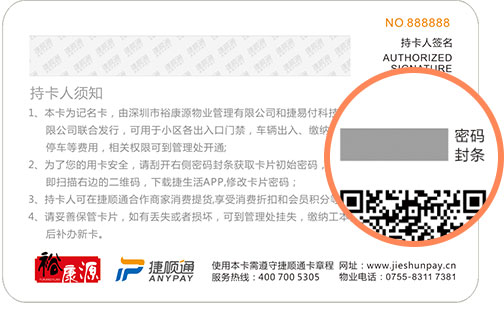 NO 888888
持卡人签名
AUTHORIZED
SIGNATURE
持卡人须知
1、本卡为记名卡，由深圳市裕康源物业管理有限公司和捷易付科技
限公司联合发行，可用于小区各出入口门禁，车辆出入、缴纳
停车等费用，相关权限可到管理处开通;
2、为了您的用卡安全，请刮开右侧密码封条获取卡片初始密码，
即扫描右边的二维码，下载捷生活APP,修改卡片密码;
3、持卡人可在捷顺通合作商家消费提货,享受消费折扣和会员积分
4、请妥善保管卡片，如有丢失或者损坏，可到管理处挂失，缴纳工本
后补办新卡。
密码
封条
裕康源
捷顺通
ANYPAY
使用本卡需遵守捷顺通卡章程 网址：www.jieshunpay.cn
服务热线：400 700 5305 物业电话：0755-8311 7381